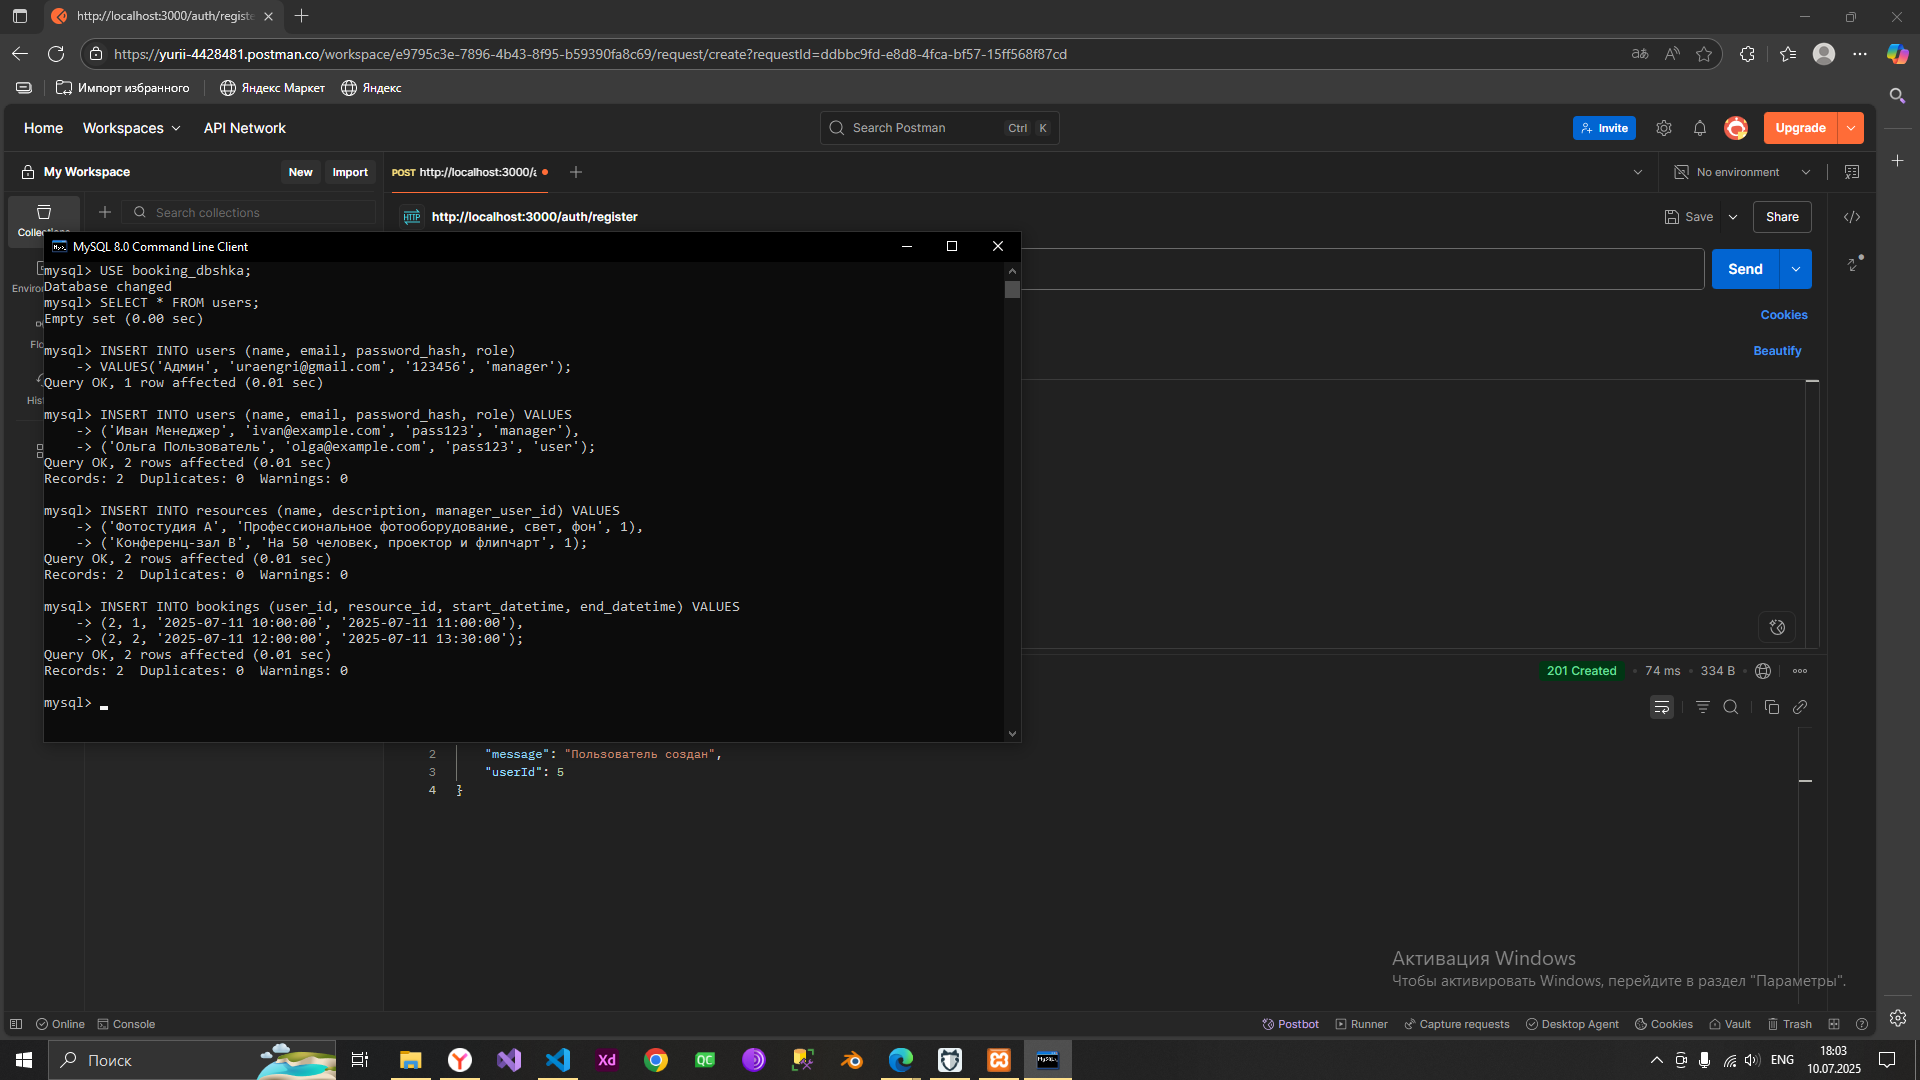 http://localhost:3000/auth/registe
https://yurii-4428481.postman.co/workspace/e9795c3e-7896-4b43-8f95-b59390fa8c69/request/create?requestId=ddbbc9fd-e8d8-4fca-bf57-15ff568f87cd
Импорт избранного Яндекс Маркет Яндекс
Home Workspaces API Network Search Postman Ctrl K Invite Upgrade
My Workspace New Import POST http://localhost:3000/a No environment
Search collections http://localhost:3000/auth/register Save Share
MySQL 8.0 Command Line Client
Send
Cookies
Beautify
mysql> USE booking_dbshka;
Database changed
mysql> SELECT * FROM users;
Empty set (0.00 sec)
mysql> INSERT INTO users (name, email, password_hash, role)
-> VALUES('Админ', 'uraengri@gmail.com', '123456', 'manager');
Query OK, 1 row affected (0.01 sec)
mysql> INSERT INTO users (name, email, password_hash, role) VALUES
-> ('Иван Менеджер', 'ivan@example.com', 'pass123', 'manager'),
-> ('Ольга Пользователь', 'olga@example.com', 'pass123', 'user');
Query OK, 2 rows affected (0.01 sec)
Records: 2 Duplicates: 0 Warnings: 0
mysql> INSERT INTO resources (name, description, manager_user_id) VALUES
-> ('Фотостудия A', 'Профессиональное фотооборудование, свет, фон', 1),
-> ('Конференц-зал B', 'На 50 человек, проектор и флипчарт', 1);
Query OK, 2 rows affected (0.01 sec)
Records: 2 Duplicates: 0 Warnings: 0
mysql> INSERT INTO bookings (user_id, resource_id, start_datetime, end_datetime) VALUES
-> (2, 1, '2025-07-11 10:00:00', '2025-07-11 11:00:00'),
-> (2, 2, '2025-07-11 12:00:00', '2025-07-11 13:30:00');
Query OK, 2 rows affected (0.01 sec)
Records: 2 Duplicates: 0 Warnings: 0
mysql>
201 Created • 74 ms • 334 B
2 "message": "Пользователь создан",
3 "userId": 5
4 }
Активация Windows
Чтобы активировать Windows, перейдите в раздел "Параметры".
Online Console Postbot Runner Capture requests Desktop Agent Cookies Vault Trash
Поиск
ENG 18:03
10.07.2025